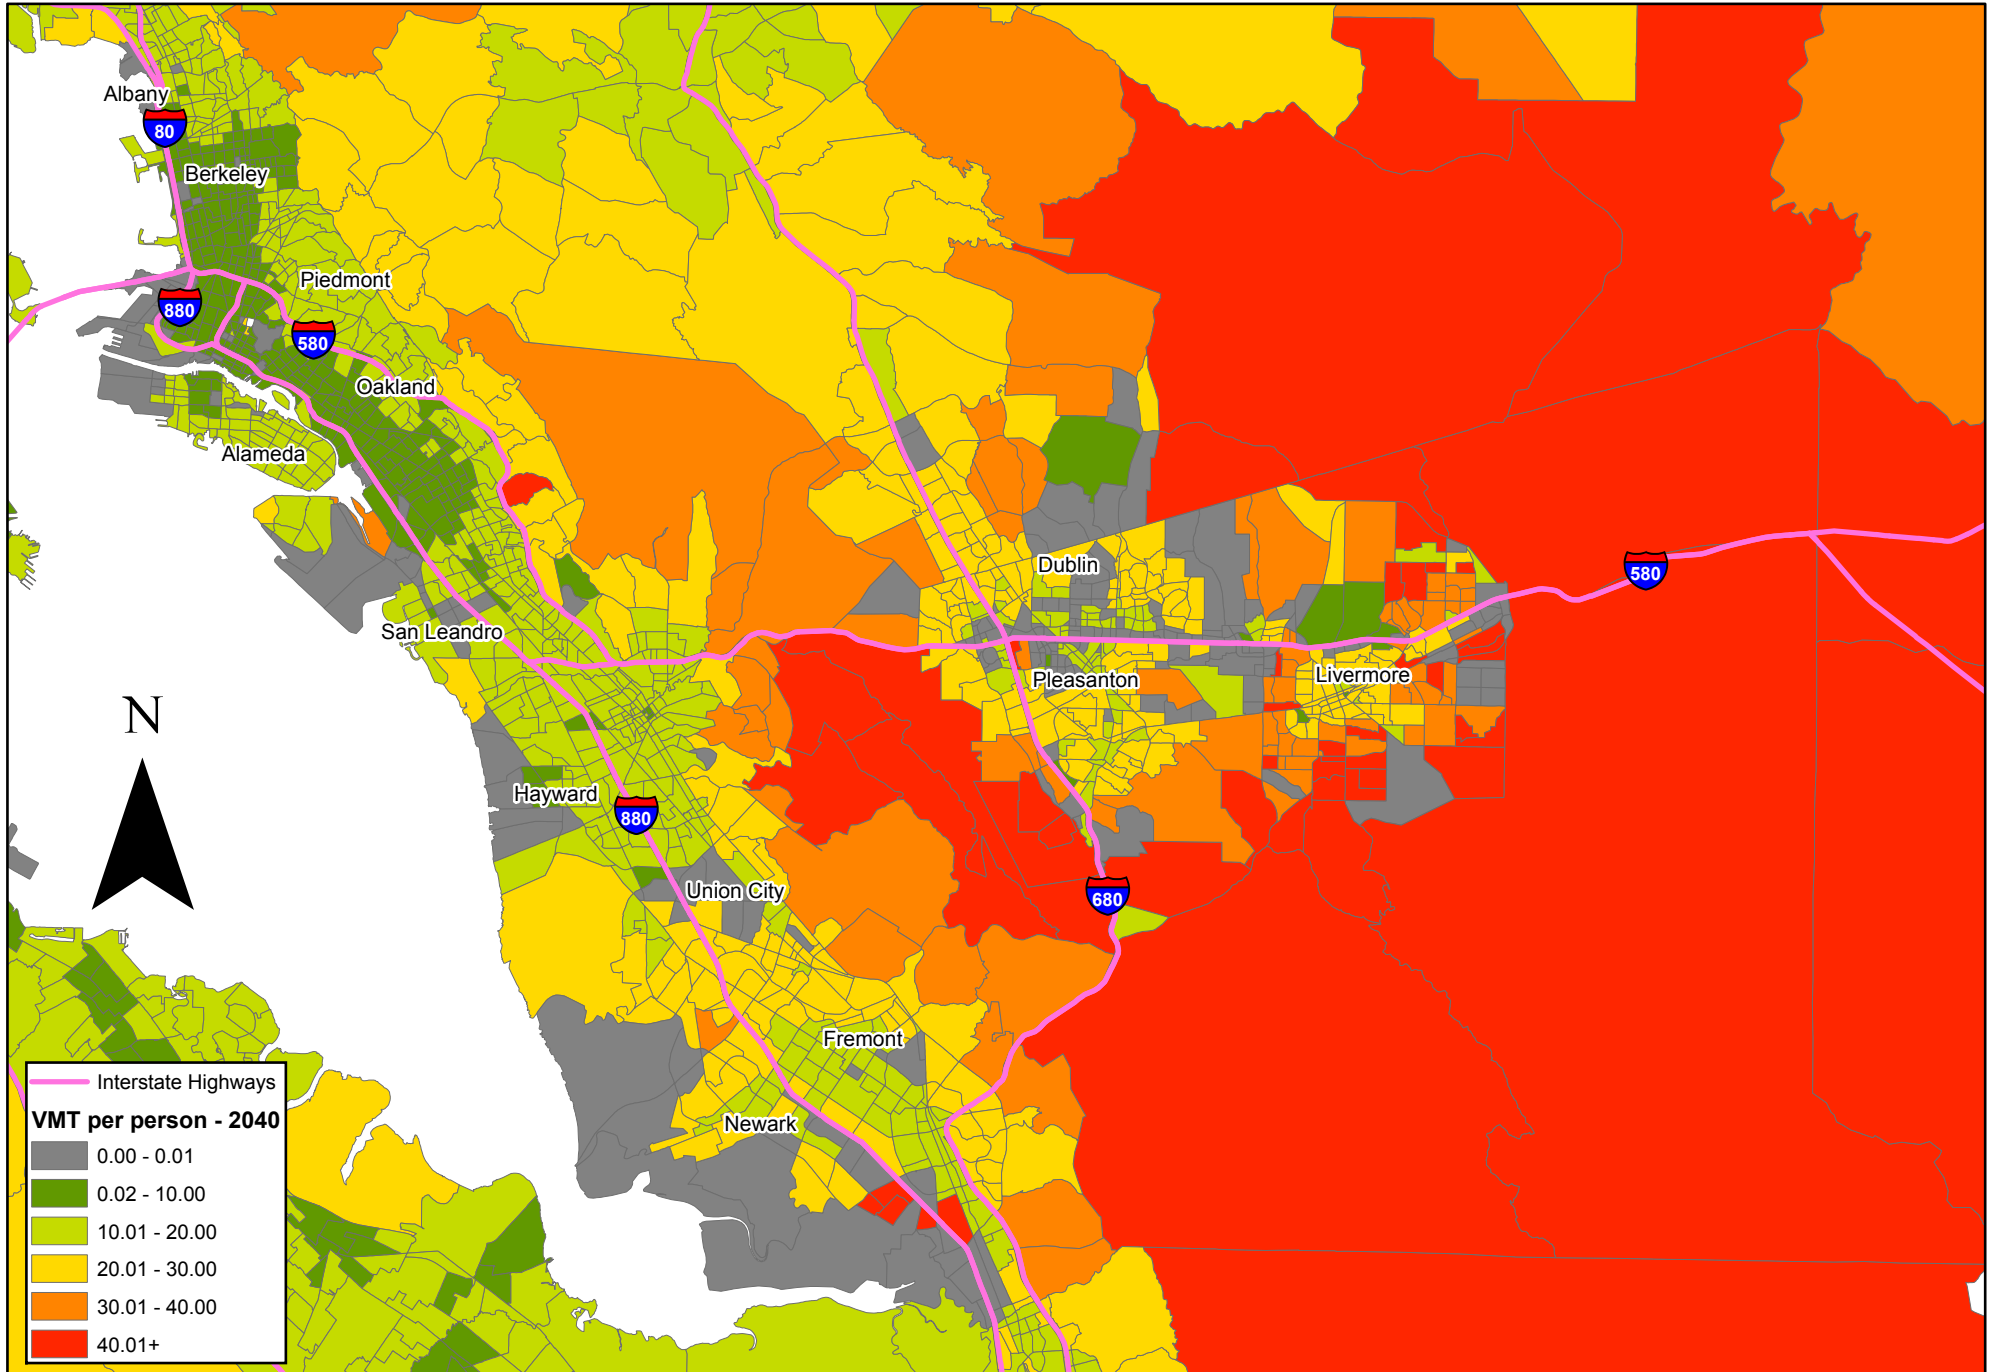 Albany
80
Berkeley
Piedmont
880
580
Oakland
Alameda
Dublin
580
San Leandro
Pleasanton
Livermore
N
Hayward
880
Union City
680
Fremont
Newark
Interstate Highways
VMT per person - 2040
0.00 - 0.01
0.02 - 10.00
10.01 - 20.00
20.01 - 30.00
30.01 - 40.00
40.01+